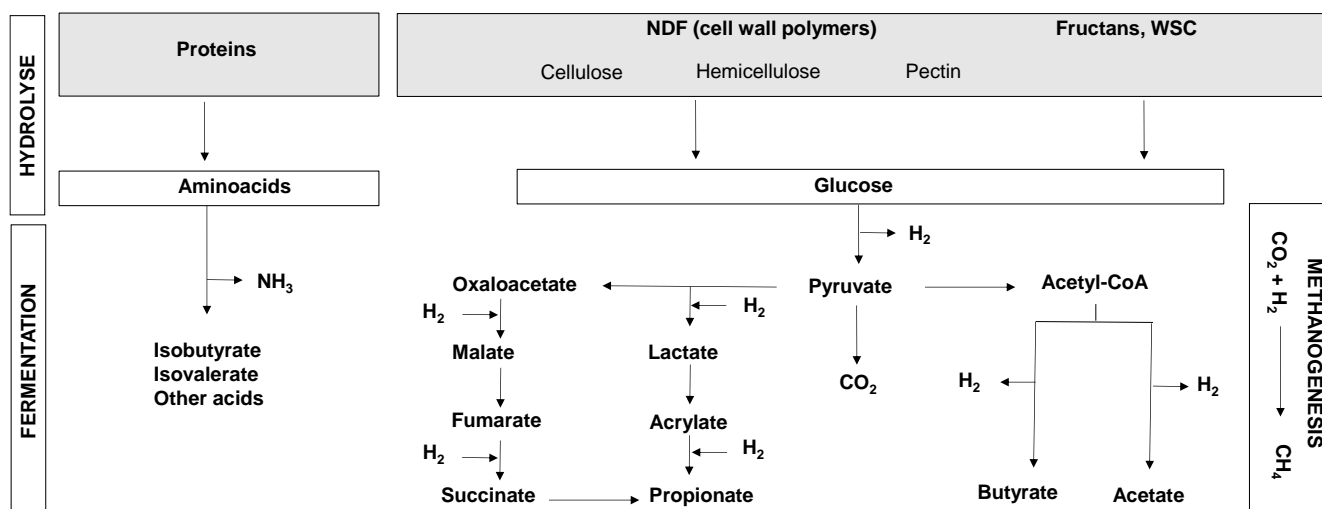 HYDROLYSE
Proteins
NDF (cell wall polymers)
Fructans, WSC
Cellulose
Hemicellulose
Pectin
Aminoacids
Glucose
FERMENTATION
NH₃
Isobutyrate
Isovalerate
Other acids
H₂
Oxaloacetate
Pyruvate
Acetyl-CoA
H₂
H₂
Malate
Lactate
CO₂
H₂
H₂
Fumarate
Acrylate
H₂
H₂
Succinate
Propionate
Butyrate
Acetate
METHANOGENESIS
CO₂ + H₂
CH₄